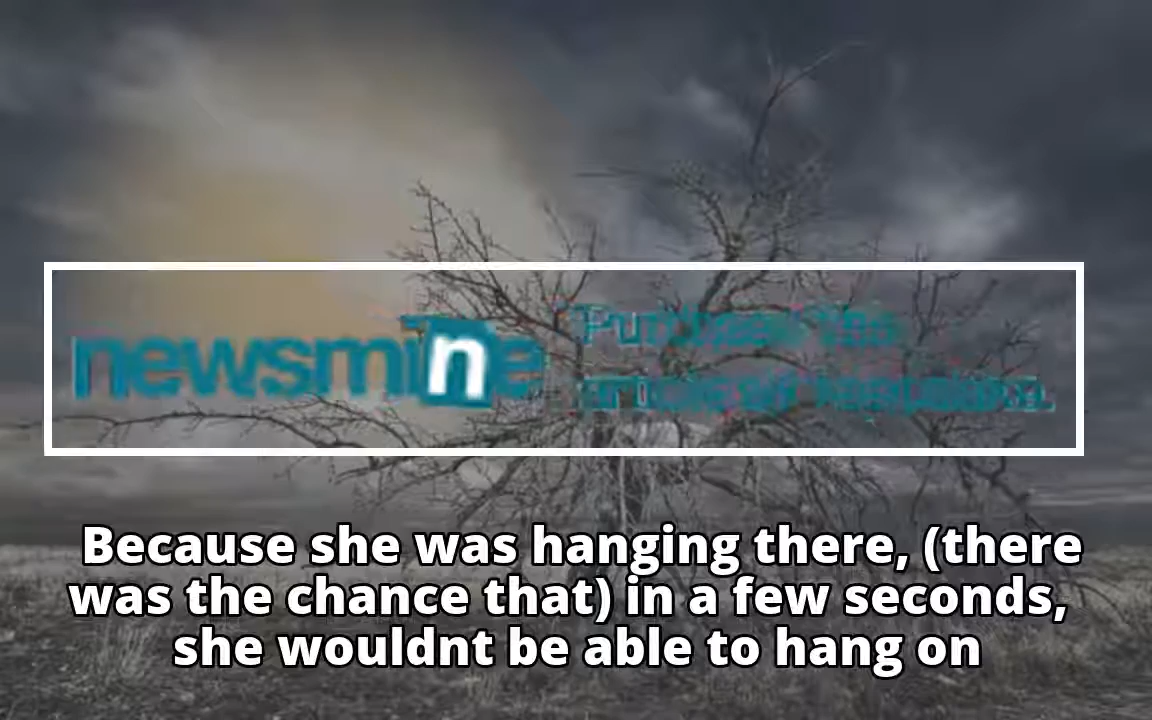 newsmine
Because she was hanging there, (there
was the chance that) in a few seconds,
she wouldnt be able to hang on